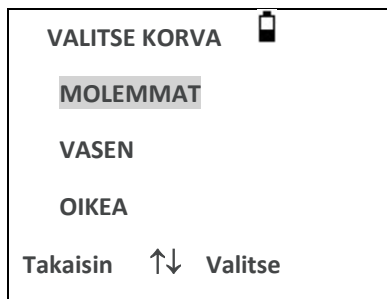 VALITSE KORVA
MOLEMMAT
VASEN
OIKEA
Takaisin ↑↓ Valitse